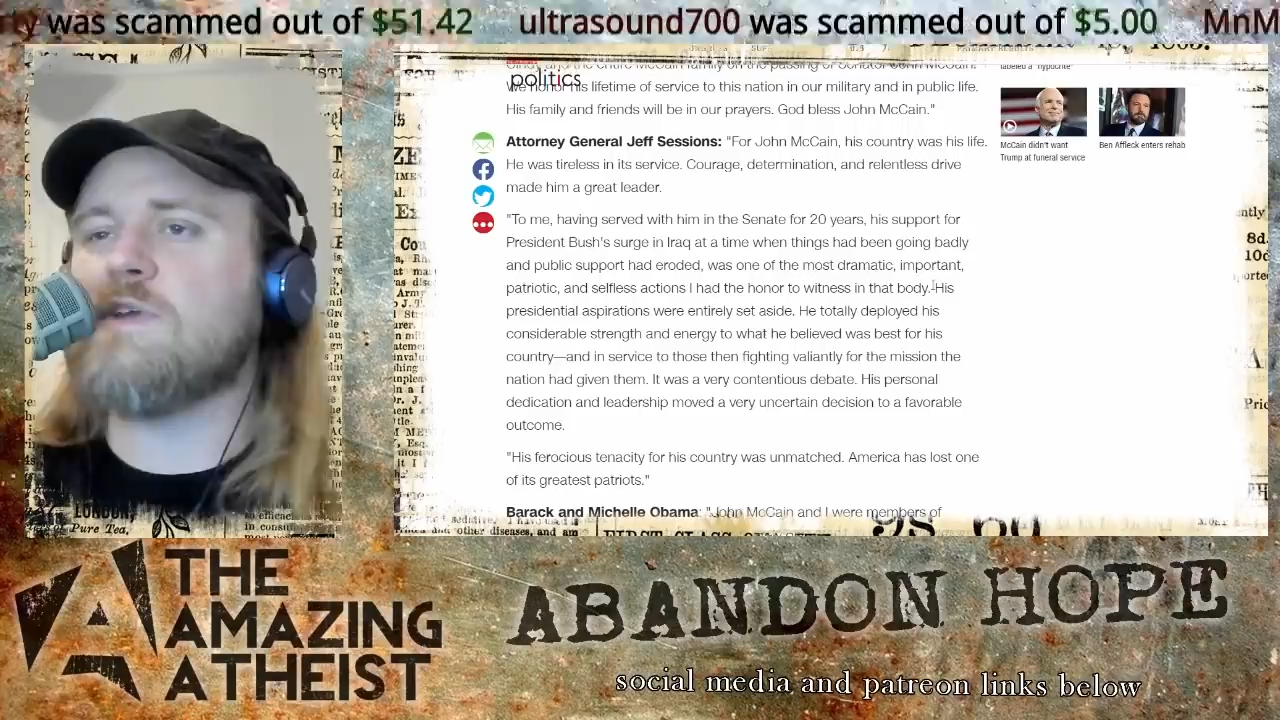 ty was scammed out of $51.42 ultrasound700 was scammed out of $5.00 MnM
politics
We honor his lifetime of service to this nation in our military and in public life.
His family and friends will be in our prayers. God bless John McCain."
Attorney General Jeff Sessions: "For John McCain, his country was his life.
He was tireless in its service. Courage, determination, and relentless drive
made him a great leader.
"To me, having served with him in the Senate for 20 years, his support for
President Bush's surge in Iraq at a time when things had been going badly
and public support had eroded, was one of the most dramatic, important,
patriotic, and selfless actions I had the honor to witness in that body. His
presidential aspirations were entirely set aside. He totally deployed his
considerable strength and energy to what he believed was best for his
country—and in service to those then fighting valiantly for the mission the
nation had given them. It was a very contentious debate. His personal
dedication and leadership moved a very uncertain decision to a favorable
outcome.
"His ferocious tenacity for his country was unmatched. America has lost one
of its greatest patriots."
Barack and Michelle Obama: "John McCain and I were members of
labeled a 'hypocrite'
McCain didn't want
Trump at funeral service
Ben Affleck enters rehab
LONDON,
Pure Tea.
THE
AMAZING
ATHEIST
ABANDON HOPE
social media and patreon links below